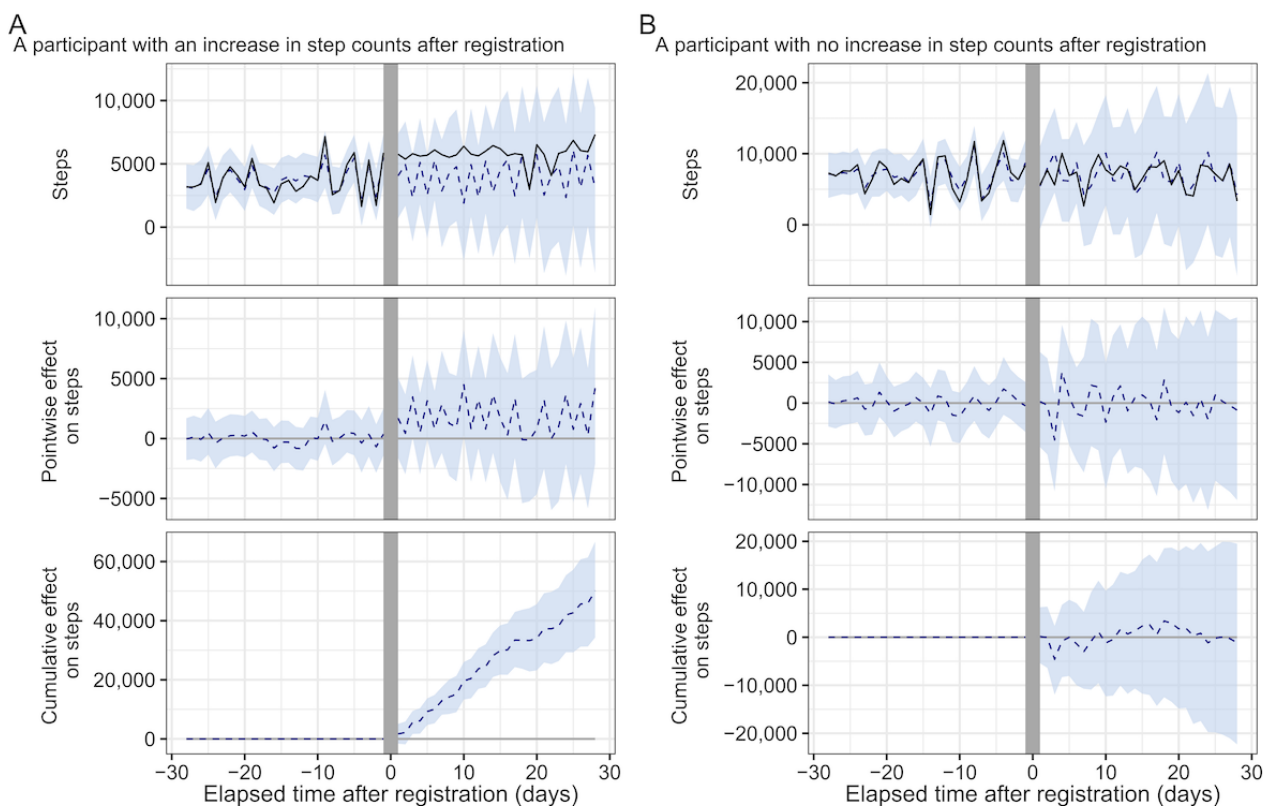 A
A participant with an increase in step counts after registration
Steps
10,000
5000
0
Pointwise effect
on steps
10,000
5000
0
−5000
Cumulative effect
on steps
60,000
40,000
20,000
0
−30
−20
−10
0
10
20
30
Elapsed time after registration (days)
B
A participant with no increase in step counts after registration
Steps
20,000
10,000
0
Pointwise effect
on steps
10,000
5000
0
−5000
−10,000
Cumulative effect
on steps
20,000
10,000
0
−10,000
−20,000
−30
−20
−10
0
10
20
30
Elapsed time after registration (days)